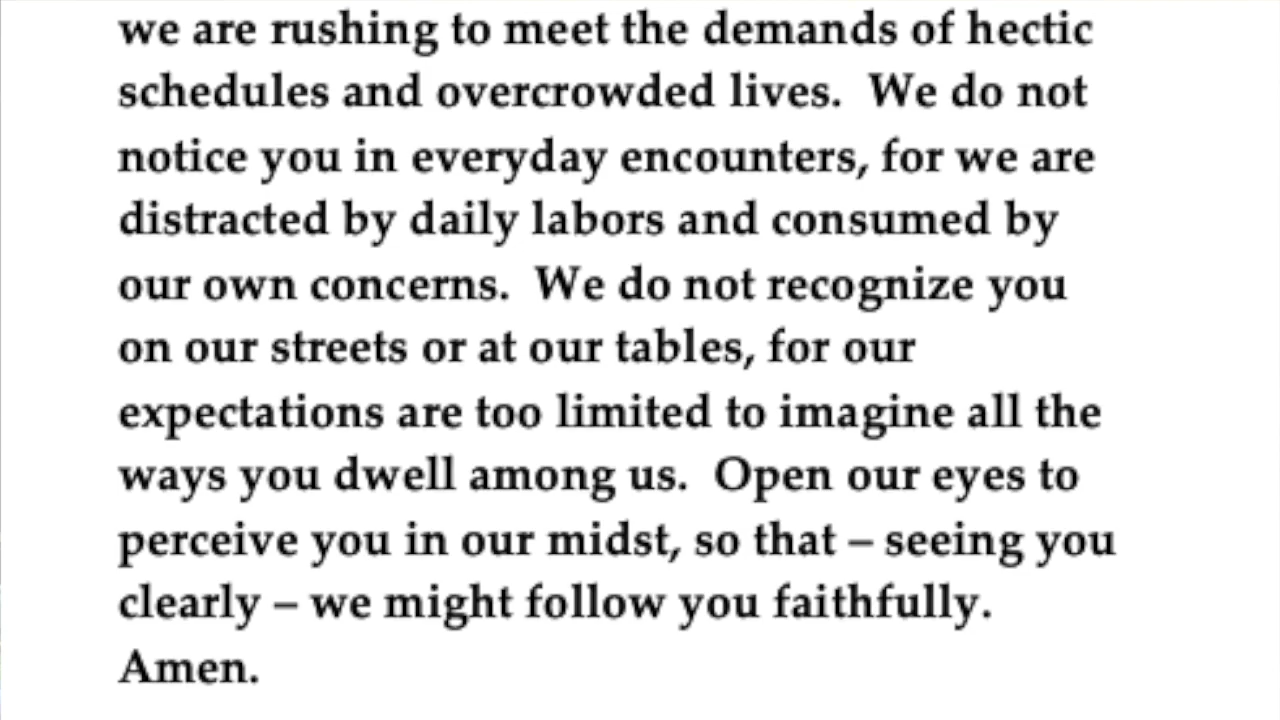 we are rushing to meet the demands of hectic
schedules and overcrowded lives.  We do not
notice you in everyday encounters, for we are
distracted by daily labors and consumed by
our own concerns.  We do not recognize you
on our streets or at our tables, for our
expectations are too limited to imagine all the
ways you dwell among us.  Open our eyes to
perceive you in our midst, so that – seeing you
clearly – we might follow you faithfully.
Amen.